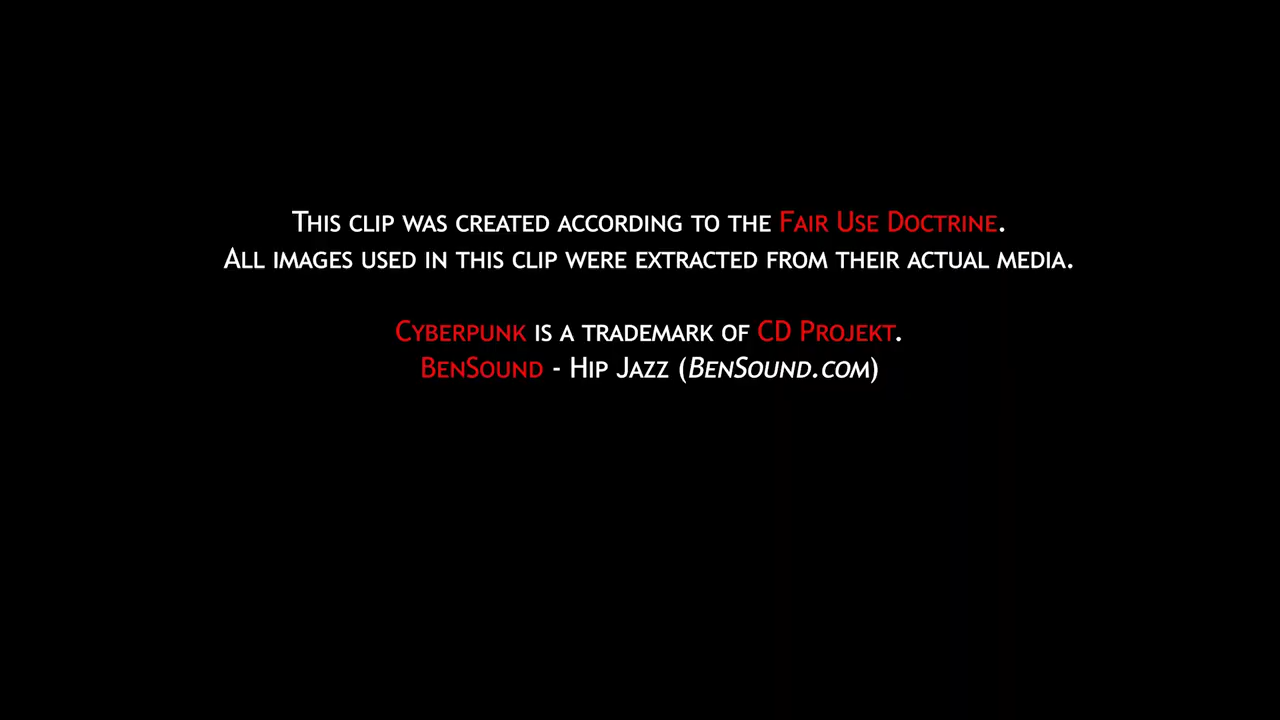 This clip was created according to the Fair Use Doctrine.
All images used in this clip were extracted from their actual media.
Cyberpunk is a trademark of CD Projekt.
BenSound - Hip Jazz (BenSound.com)